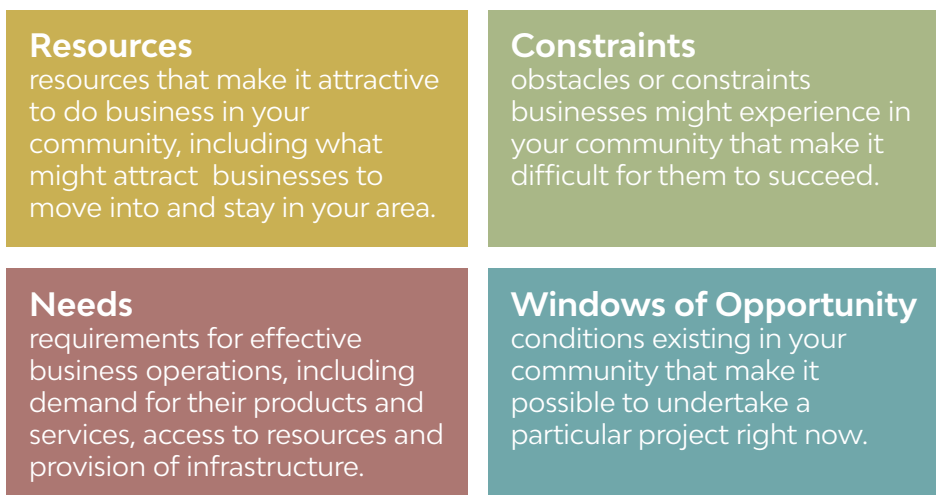 Resources
resources that make it attractive
to do business in your
community, including what
might attract  businesses to
move into and stay in your area.
Constraints
obstacles or constraints
businesses might experience in
your community that make it
difficult for them to succeed.
Needs
requirements for effective
business operations, including
demand for their products and
services, access to resources and
provision of infrastructure.
Windows of Opportunity
conditions existing in your
community that make it
possible to undertake a
particular project right now.